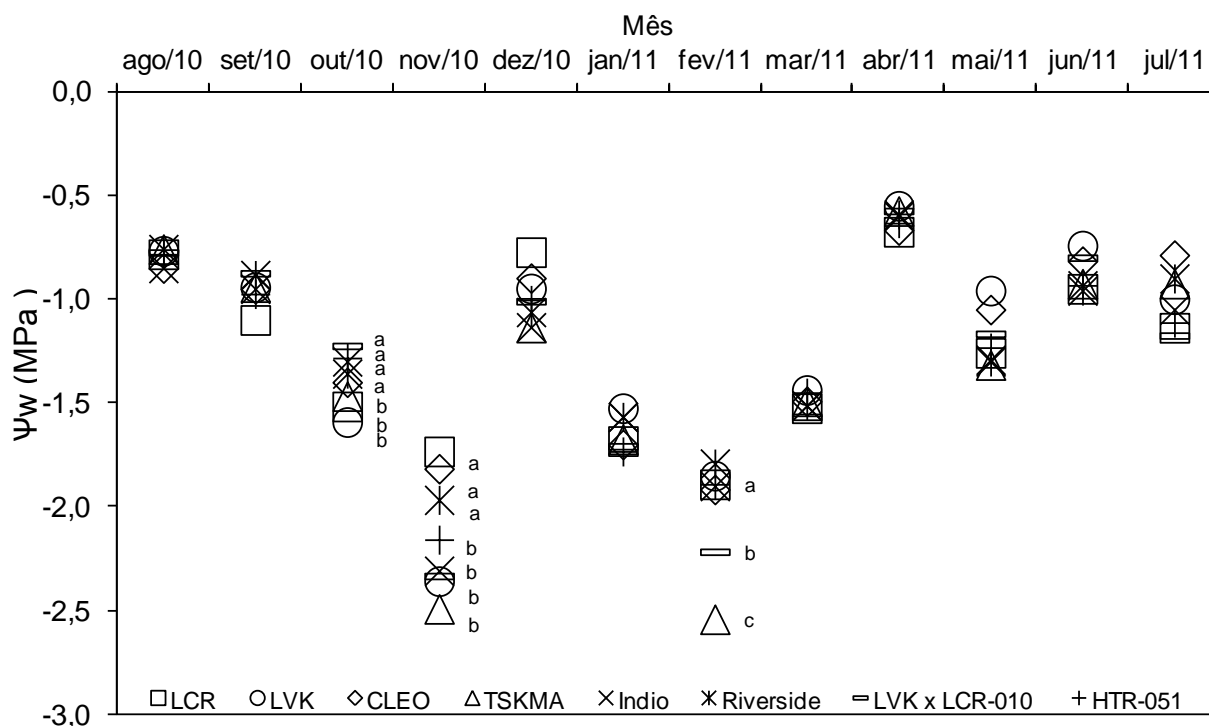 Mês
ago/10 set/10 out/10 nov/10 dez/10 jan/11 fev/11 mar/11 abr/11 mai/11 jun/11 jul/11
0,0
-0,5
-1,0
-1,5
-2,0
-2,5
-3,0
Ψw (MPa)
a
a
a
a
b
b
b
a
a
a
b
b
b
b
a
b
c
LCR LVK CLEO TSKMA Indio Riverside LVK x LCR-010 HTR-051